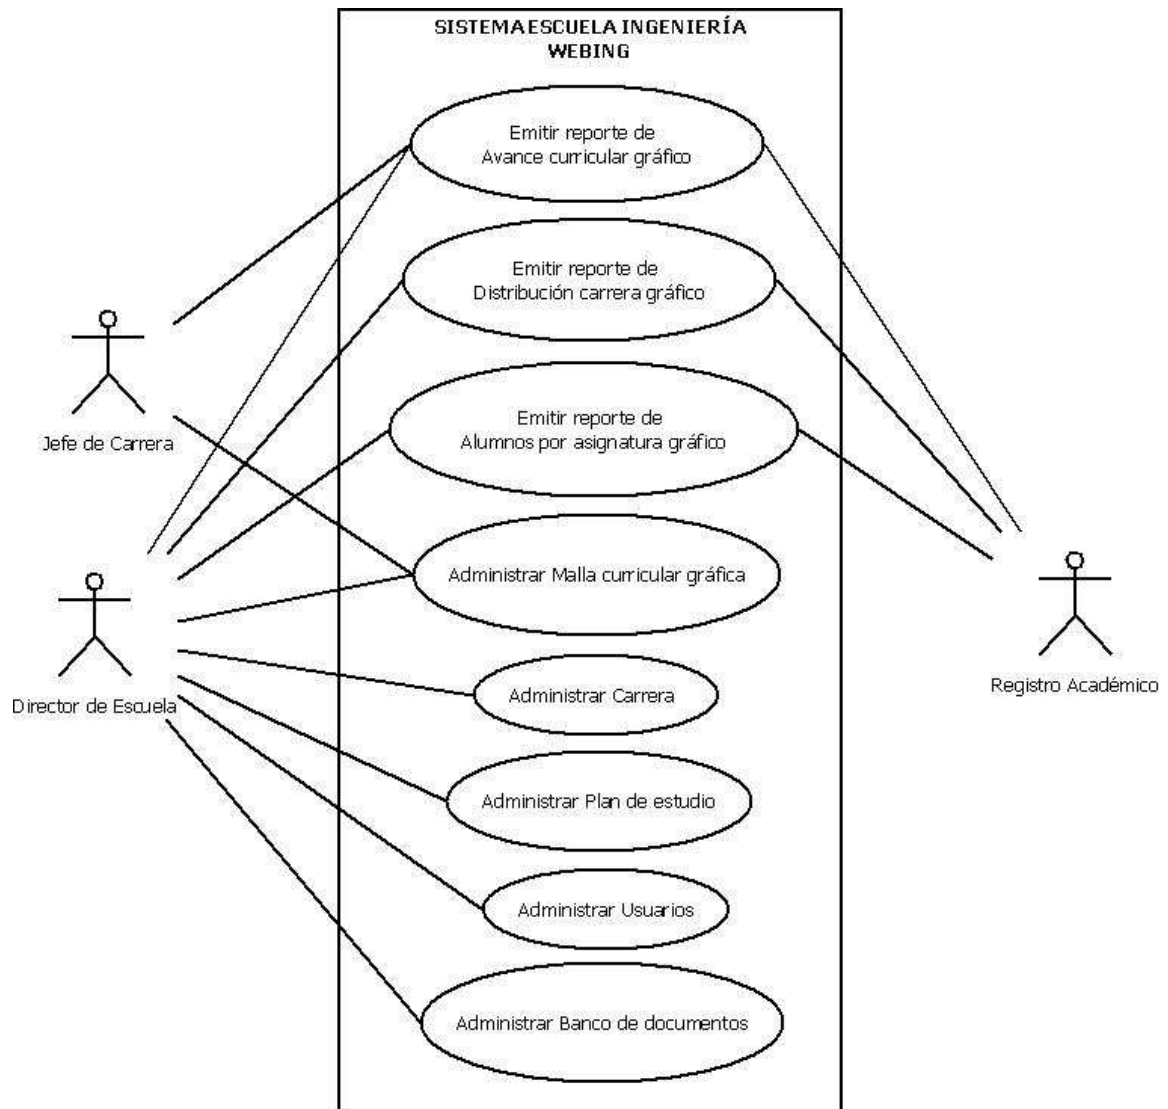 SISTEMA ESCUELA INGENIERÍA
WEBING
Emitir reporte de
Avance curricular gráfico
Emitir reporte de
Distribución carrera gráfico
Emitir reporte de
Alumnos por asignatura gráfico
Jefe de Carrera
Administrar Malla curricular gráfica
Director de Escuela
Administrar Carrera
Registro Académico
Administrar Plan de estudio
Administrar Usuarios
Administrar Banco de documentos